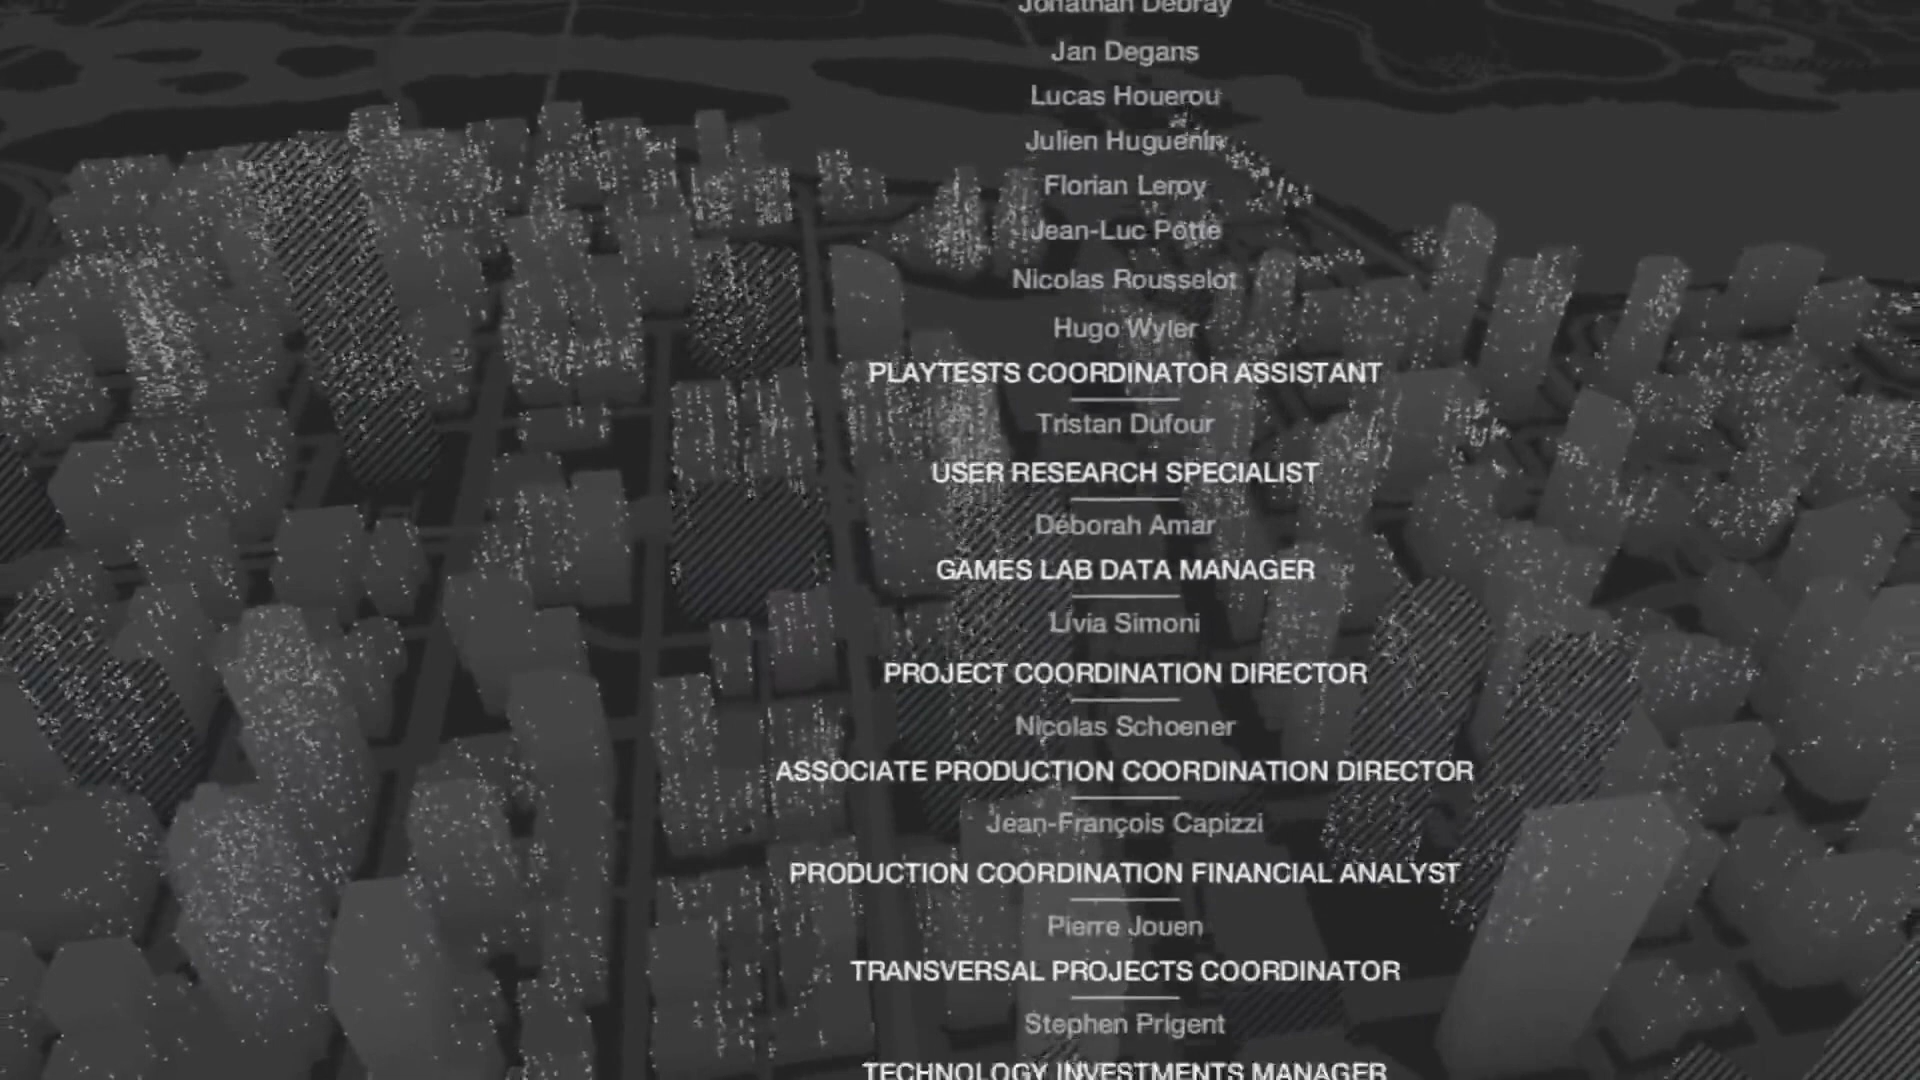 Jonathan Debray
Jan Degans
Lucas Houerou
Julien Huguenin
Florian Leroy
Jean-Luc Potte
Nicolas Rousselot
Hugo Wyler
PLAYTESTS COORDINATOR ASSISTANT
Tristan Dufour
USER RESEARCH SPECIALIST
Déborah Amar
GAMES LAB DATA MANAGER
Livia Simoni
PROJECT COORDINATION DIRECTOR
Nicolas Schoener
ASSOCIATE PRODUCTION COORDINATION DIRECTOR
Jean-François Capizzi
PRODUCTION COORDINATION FINANCIAL ANALYST
Pierre Jouen
TRANSVERSAL PROJECTS COORDINATOR
Stephen Prigent
TECHNOLOGY INVESTMENTS MANAGER